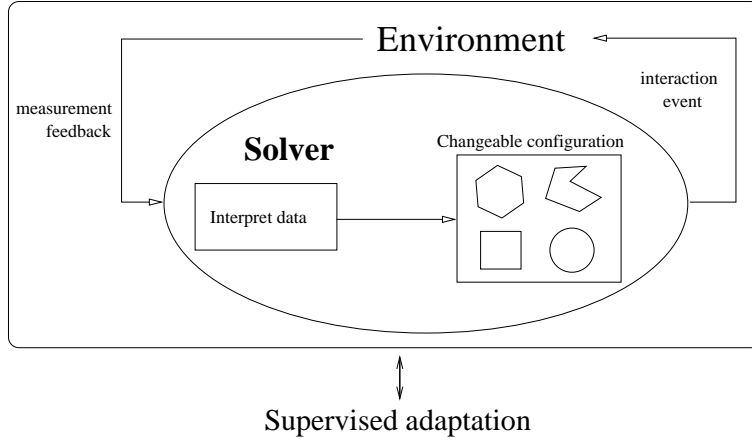 Environment
measurement
feedback
interaction
event
Solver
Changeable configuration
Interpret data
Supervised adaptation